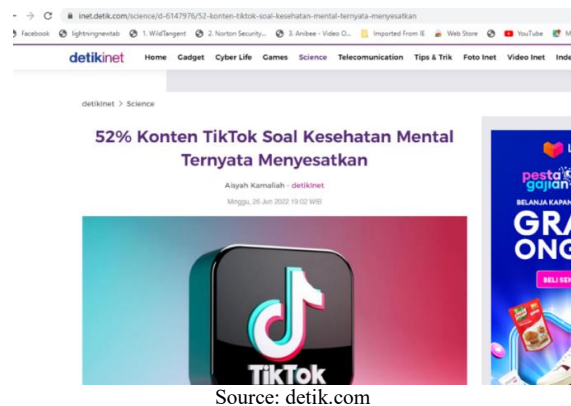 inet.detik.com/science/d-6147976/52-konten-tiktok-soal-kesehatan-mental-ternyata-menyesatkan
Facebook lightningnewtab 1. WildTangent 2. Norton Security... 3. Anibee - Video O... Imported From IE Web Store YouTube M
detikinet Home Gadget Cyber Life Games Science Telecommunication Tips & Trik Foto Inet Video Inet Inde
detikInet > Science
52% Konten TikTok Soal Kesehatan Mental
Ternyata Menyesatkan
Aisyah Kamaliah - detikInet
Minggu, 26 Jun 2022 19:02 WIB
TikTok
L
pesta
gajian
BELANJA KAPAN
GRA
ONG
BELI SEK
Source: detik.com